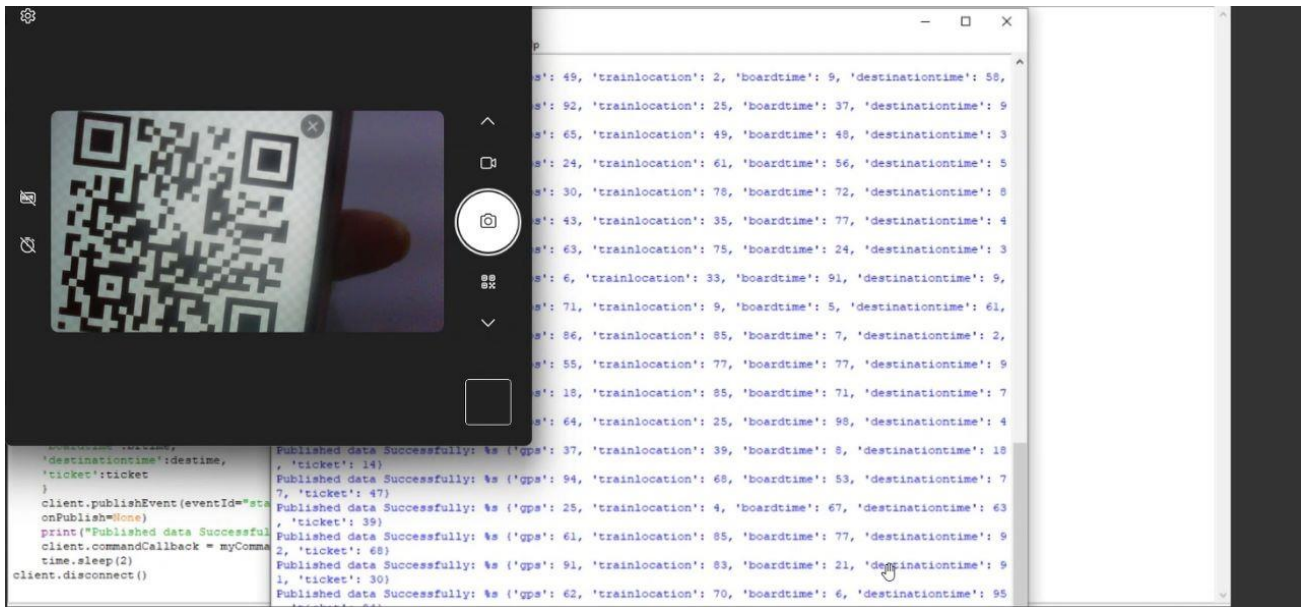 p
s': 49, 'trainlocation': 2, 'boardtime': 9, 'destinationtime': 58,
s': 92, 'trainlocation': 25, 'boardtime': 37, 'destinationtime': 9
s': 65, 'trainlocation': 49, 'boardtime': 48, 'destinationtime': 3
s': 24, 'trainlocation': 61, 'boardtime': 56, 'destinationtime': 5
s': 30, 'trainlocation': 78, 'boardtime': 72, 'destinationtime': 8
s': 43, 'trainlocation': 35, 'boardtime': 77, 'destinationtime': 4
s': 63, 'trainlocation': 75, 'boardtime': 24, 'destinationtime': 3
s': 6, 'trainlocation': 33, 'boardtime': 91, 'destinationtime': 9,
s': 71, 'trainlocation': 9, 'boardtime': 5, 'destinationtime': 61,
s': 86, 'trainlocation': 85, 'boardtime': 7, 'destinationtime': 2,
s': 55, 'trainlocation': 77, 'boardtime': 77, 'destinationtime': 9
s': 18, 'trainlocation': 85, 'boardtime': 71, 'destinationtime': 7
s': 64, 'trainlocation': 25, 'boardtime': 98, 'destinationtime': 4
Published data Successfully: %s {'gps': 37, 'trainlocation': 39, 'boardtime': 8, 'destinationtime': 18
, 'ticket': 14}
Published data Successfully: %s {'gps': 94, 'trainlocation': 68, 'boardtime': 53, 'destinationtime': 7
7, 'ticket': 47}
Published data Successfully: %s {'gps': 25, 'trainlocation': 4, 'boardtime': 67, 'destinationtime': 63
, 'ticket': 39}
Published data Successfully: %s {'gps': 61, 'trainlocation': 85, 'boardtime': 77, 'destinationtime': 9
2, 'ticket': 68}
Published data Successfully: %s {'gps': 91, 'trainlocation': 83, 'boardtime': 21, 'destinationtime': 9
1, 'ticket': 30}
Published data Successfully: %s {'gps': 62, 'trainlocation': 70, 'boardtime': 6, 'destinationtime': 95
'destinationtime':destime,
'ticket':ticket
}
client.publishEvent(eventId="sta
onPublish=None)
print("Published data Successful
client.commandCallback = myComma
time.sleep(2)
client.disconnect()